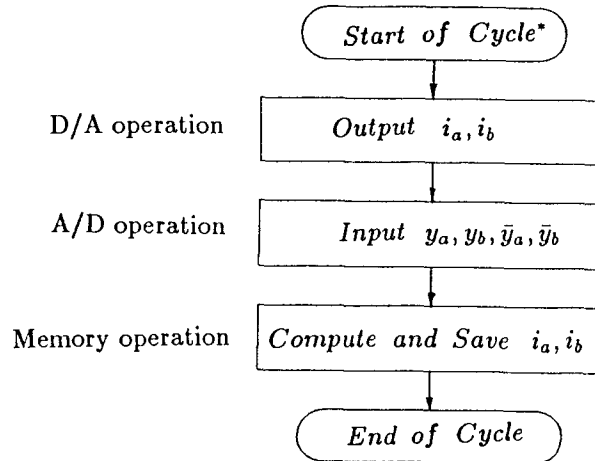 Start of Cycle*
D/A operation
Output i_a, i_b
A/D operation
Input y_a, y_b, ȳ_a, ȳ_b
Memory operation
Compute and Save i_a, i_b
End of Cycle